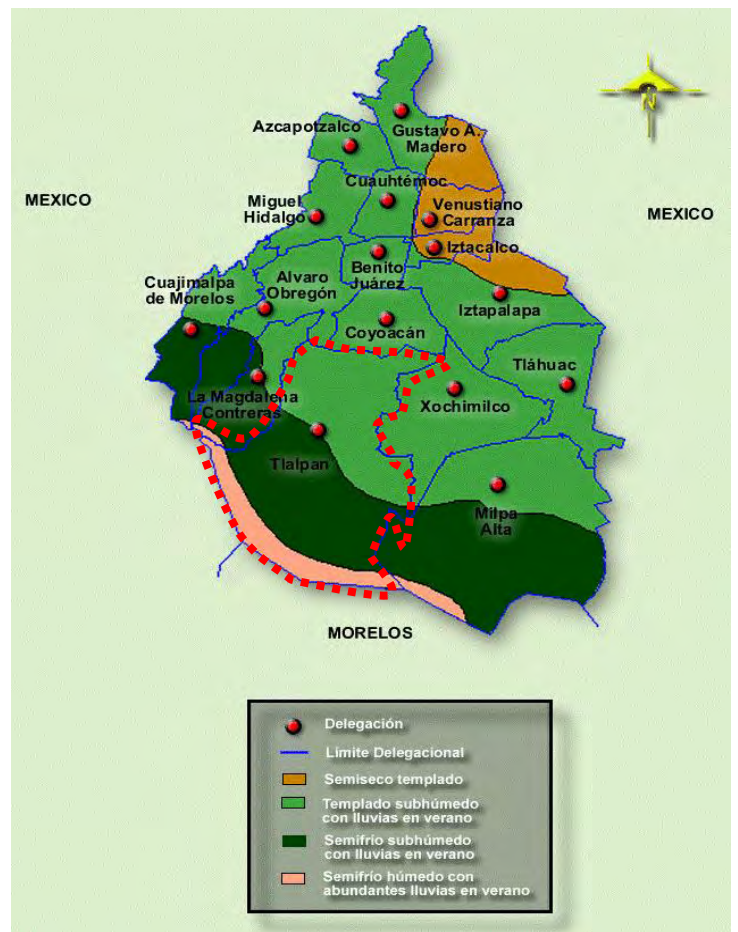 Azcapotzalco
Gustavo A.
Madero
Cuauhtémoc
MEXICO
Miguel
Hidalgo
Venustiano
Carranza
MEXICO
Iztacalco
Benito
Juárez
Cuajimalpa
de Morelos
Alvaro
Obregón
Iztapalapa
Coyoacán
Tláhuac
La Magdalena
Contreras
Xochimilco
Tlalpan
Milpa
Alta
MORELOS
N
Delegación
Límite Delegacional
Semiseco templado
Templado subhúmedo
con lluvias en verano
Semifrío subhúmedo
con lluvias en verano
Semifrío húmedo con
abundantes lluvias en verano